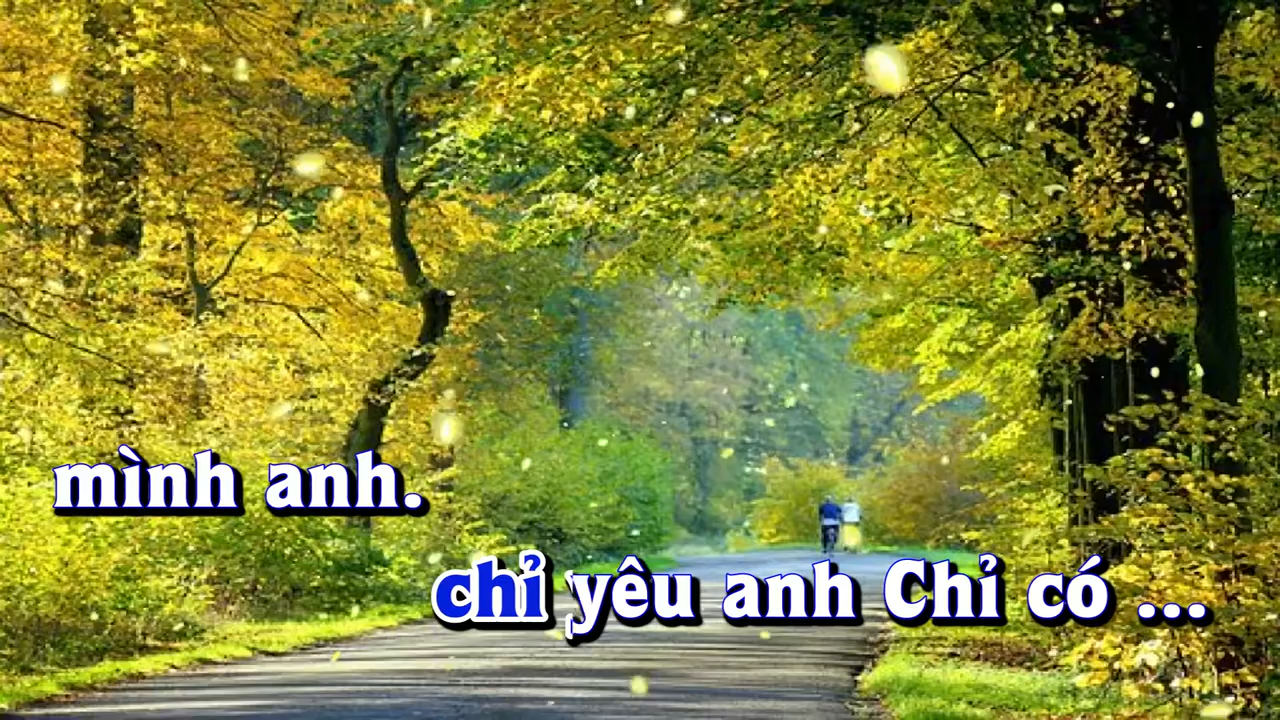 mình anh.
chỉ yêu anh Chỉ có ...